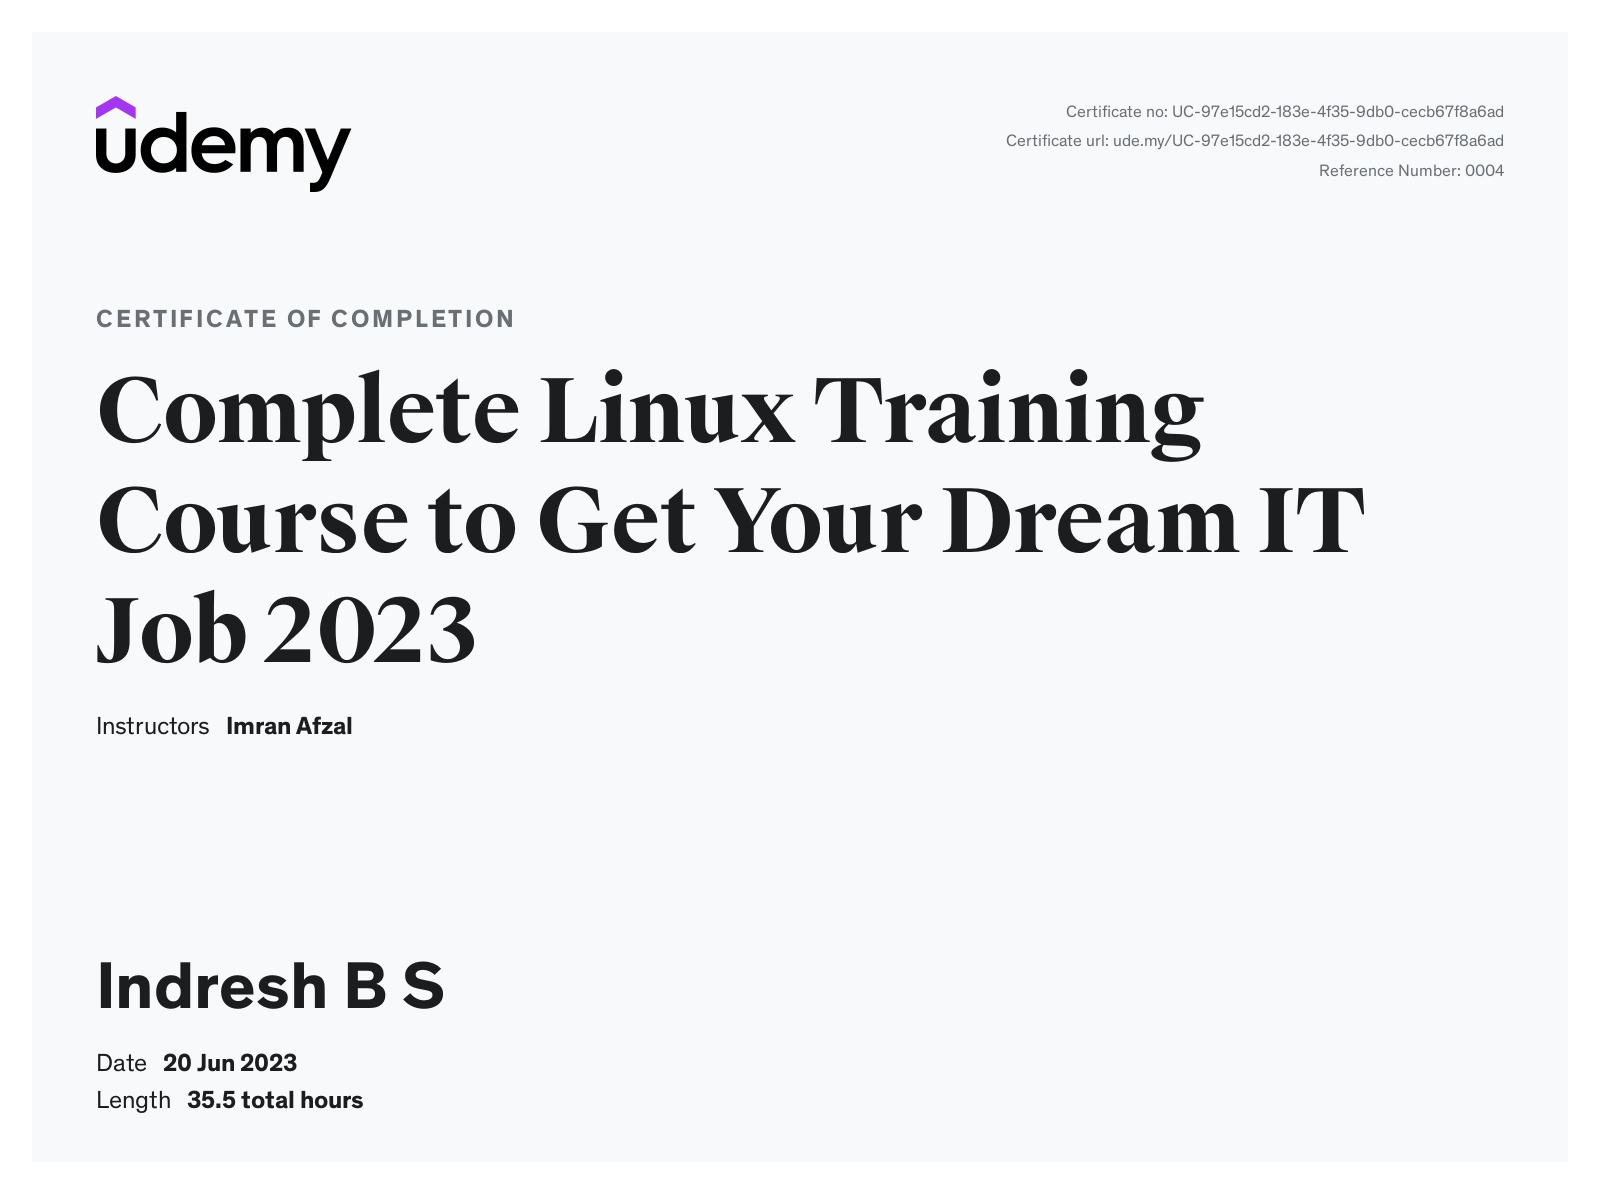 udemy
Certificate no: UC-97e15cd2-183e-4f35-9db0-cecb67f8a6ad
Certificate url: ude.my/UC-97e15cd2-183e-4f35-9db0-cecb67f8a6ad
Reference Number: 0004
CERTIFICATE OF COMPLETION
Complete Linux Training
Course to Get Your Dream IT
Job 2023
Instructors Imran Afzal
Indresh B S
Date 20 Jun 2023
Length 35.5 total hours